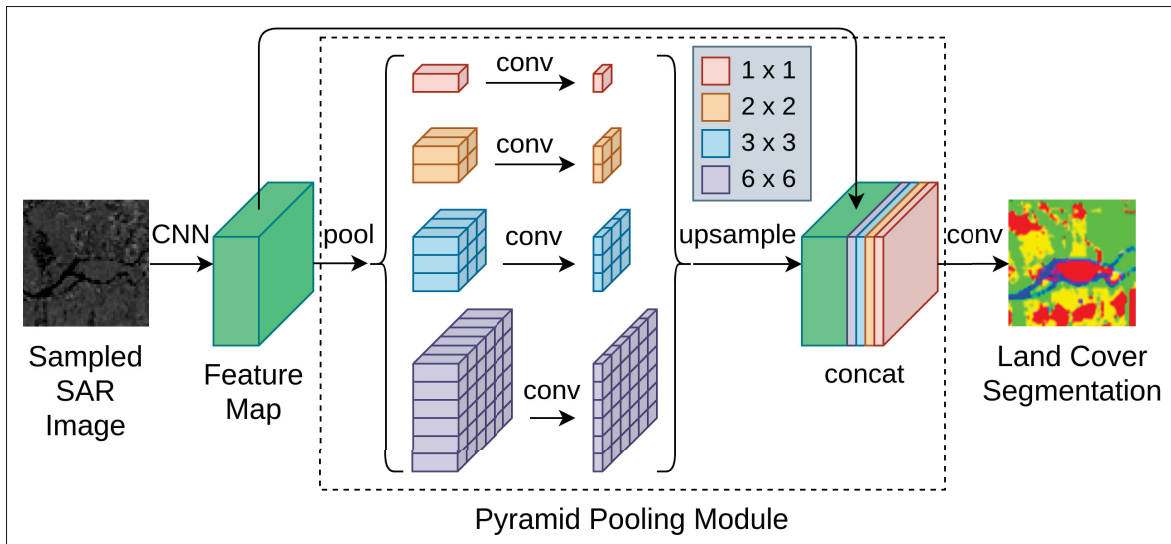 conv
1 x 1
2 x 2
3 x 3
6 x 6
conv
CNN
pool
conv
upsample
conv
Sampled
SAR
Image
Feature
Map
conv
concat
Land Cover
Segmentation
Pyramid Pooling Module